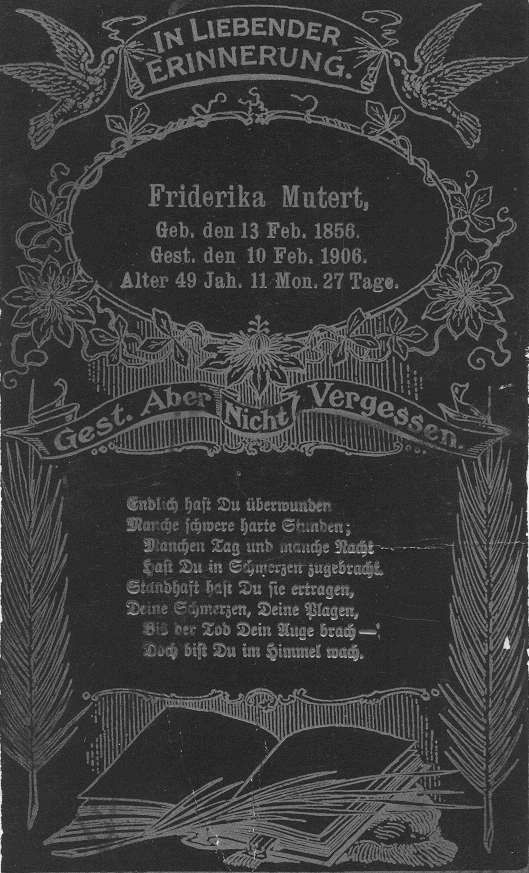 IN LIEBENDER
ERINNERUNG.
Friderika Mutert,
Geb. den 13 Feb. 1856.
Gest. den 10 Feb. 1906.
Alter 49 Jah. 11 Mon. 27 Tage.
Gest. Aber Nicht Vergessen.
Endlich hast Du überwunden
Manche schwere harte Stunden;
Manchen Tag und manche Nacht
Hast Du in Schmerzen zugebracht.
Standhaft hast Du sie ertragen,
Deine Schmerzen, Deine Plagen,
Bis der Tod Dein Auge brach —
Doch bist Du im Himmel wach.